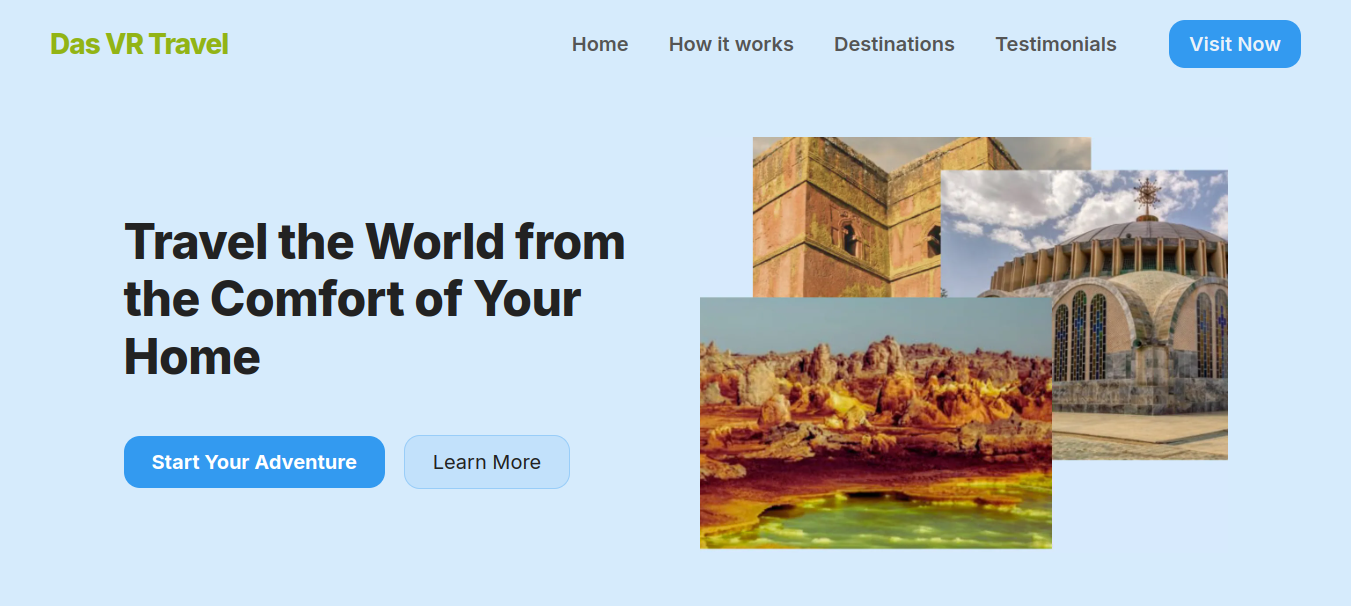 Das VR Travel
Home
How it works
Destinations
Testimonials
Visit Now
Travel the World from
the Comfort of Your
Home
Start Your Adventure
Learn More